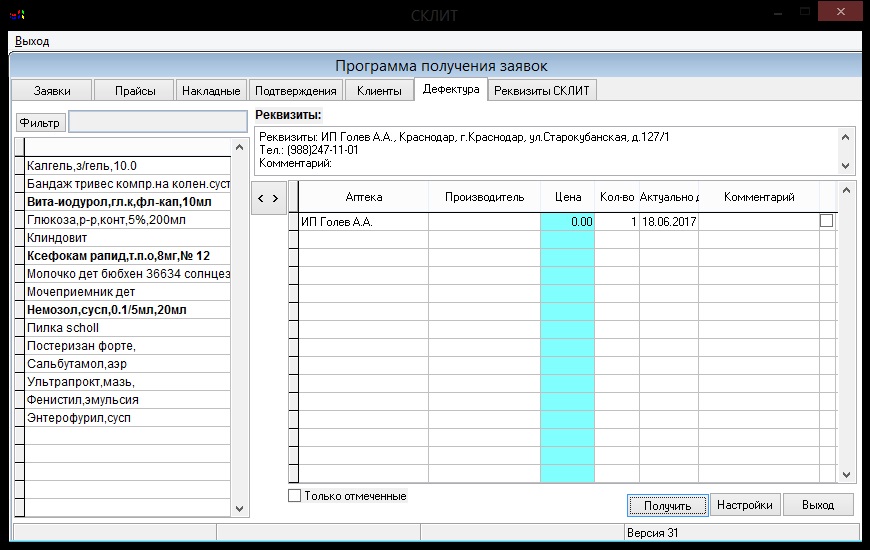 СКЛИТ
Выход
Программа получения заявок
Заявки Прайсы Накладные Подтверждения Клиенты Дефектура Реквизиты СКЛИТ
Фильтр
Реквизиты:
Реквизиты: ИП Голев А.А., Краснодар, г.Краснодар, ул.Старокубанская, д.127/1
Тел.: (988)247-11-01
Комментарий:
Калгель,з/гель,10.0
Бандаж тривес компр.на колен.суст
Вита-иодурол,гл.к,фл-кап,10мл
Глюкоза,р-р,конт,5%,200мл
Клиндовит
Ксефокам рапид,т.п.о,8мг,№ 12
Молочко дет бюбхен 36634 солнцез
Мочеприемник дет
Немозол,сусп,0.1/5мл,20мл
Пилка scholl
Постеризан форте,
Сальбутамол,аэр
Ультрапрокт,мазь,
Фенистил,эмульсия
Энтерофурил,сусп
< >
Аптека Производитель Цена Кол-во Актуально д Комментарий
ИП Голев А.А. 0.00 1 18.06.2017
Только отмеченные
Получить Настройки Выход
Версия 31